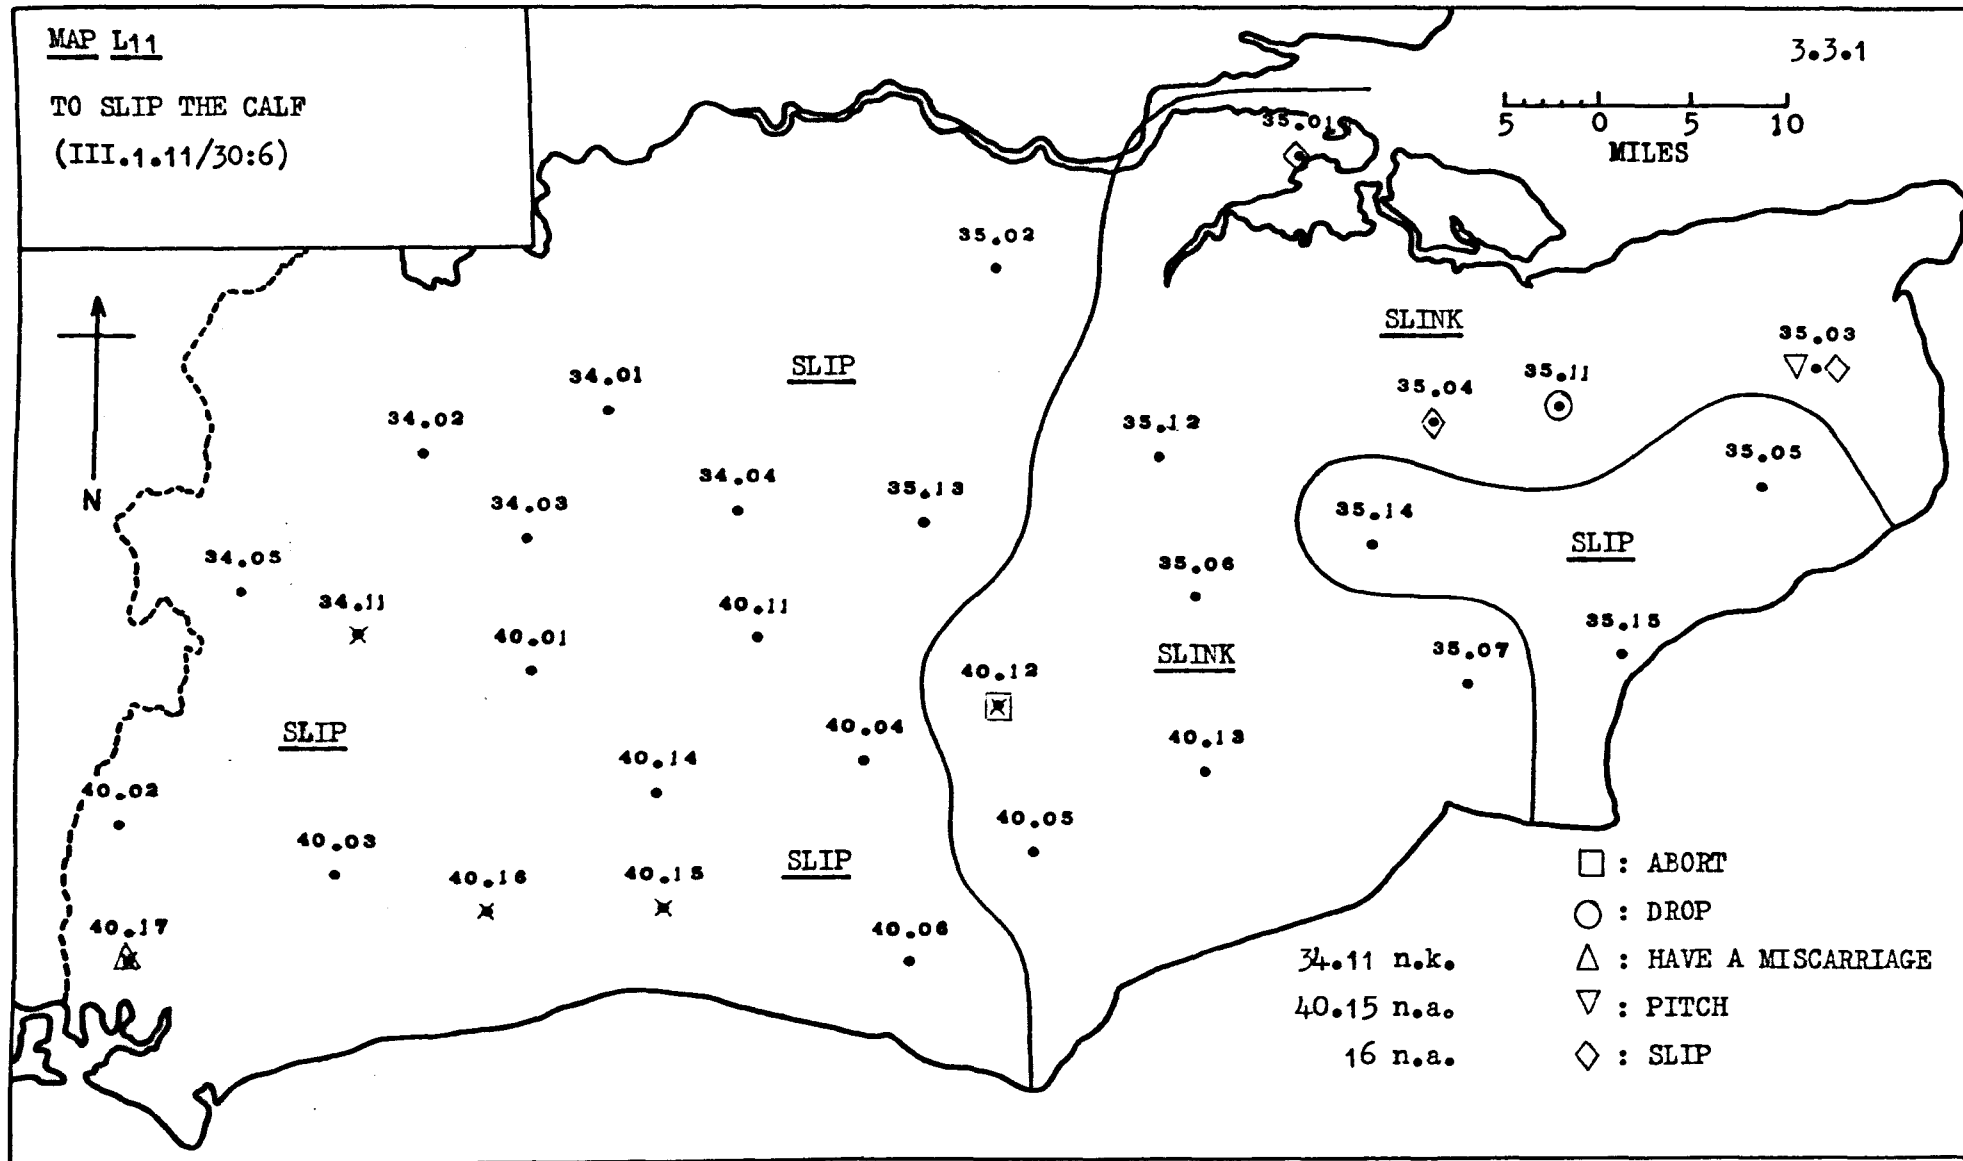 MAP L11
TO SLIP THE CALF
(III.1.11/30:6)
3.3.1
5 0 5 10
MILES
35.01
35.02
SLINK
35.03
SLIP
34.01
35.04
35.11
34.02
35.12
35.05
34.04
35.13
34.03
35.14
SLIP
34.05
35.06
34.11
40.11
40.01
35.15
35.07
SLINK
40.12
SLIP
40.04
40.13
40.14
40.02
40.05
40.03
SLIP
40.16
40.15
40.17
40.06
N
□ : ABORT
○ : DROP
△ : HAVE A MISCARRIAGE
▽ : PITCH
◇ : SLIP
34.11 n.k.
40.15 n.a.
16 n.a.